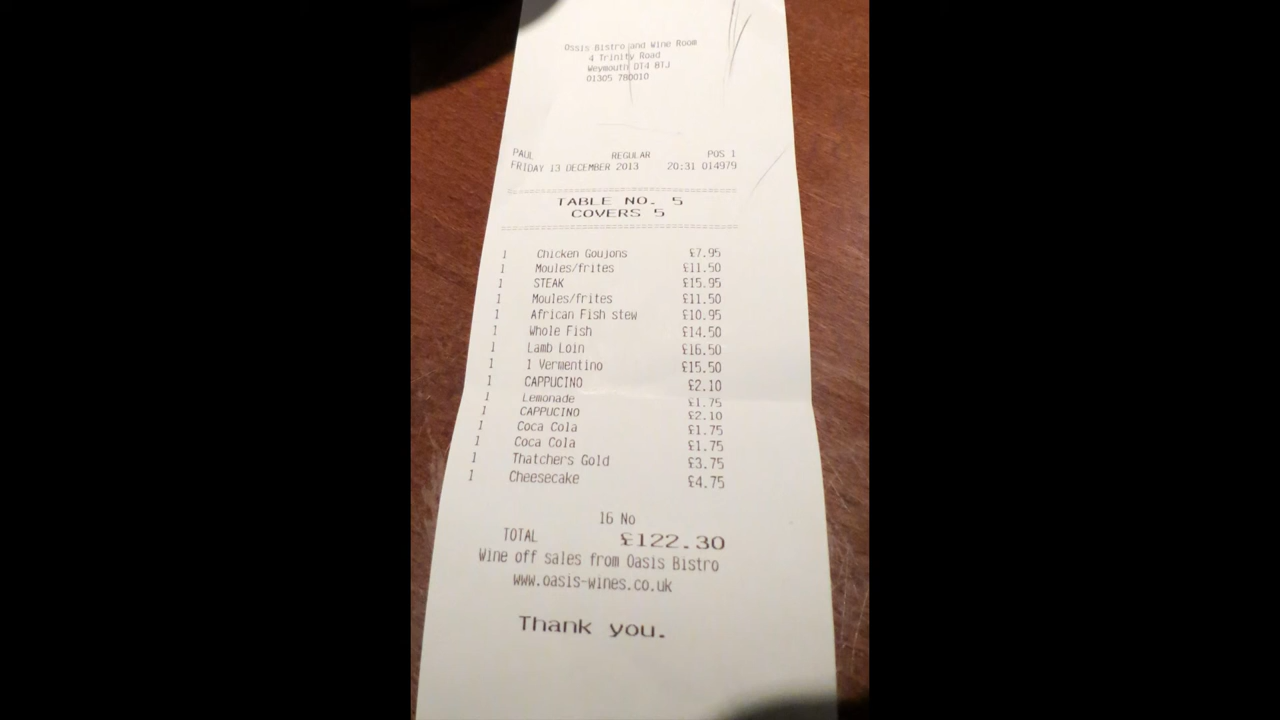 Oasis Bistro and Wine Room
4 Trinity Road
Weymouth DT4 8TJ
01305 780010
PAUL REGULAR POS 1
FRIDAY 13 DECEMBER 2013 20:31 014979
TABLE NO. 5
COVERS 5
1 Chicken Goujons £7.95
1 Moules/frites £11.50
1 STEAK £15.95
1 Moules/frites £11.50
1 African Fish stew £10.95
1 Whole Fish £14.50
1 Lamb Loin £16.50
1 1 Vermentino £15.50
1 CAPPUCINO £2.10
1 Lemonade £1.75
1 CAPPUCINO £2.10
1 Coca Cola £1.75
1 Coca Cola £1.75
1 Thatchers Gold £3.75
1 Cheesecake £4.75
16 No
TOTAL £122.30
Wine off sales from Oasis Bistro
www.oasis-wines.co.uk
Thank you.